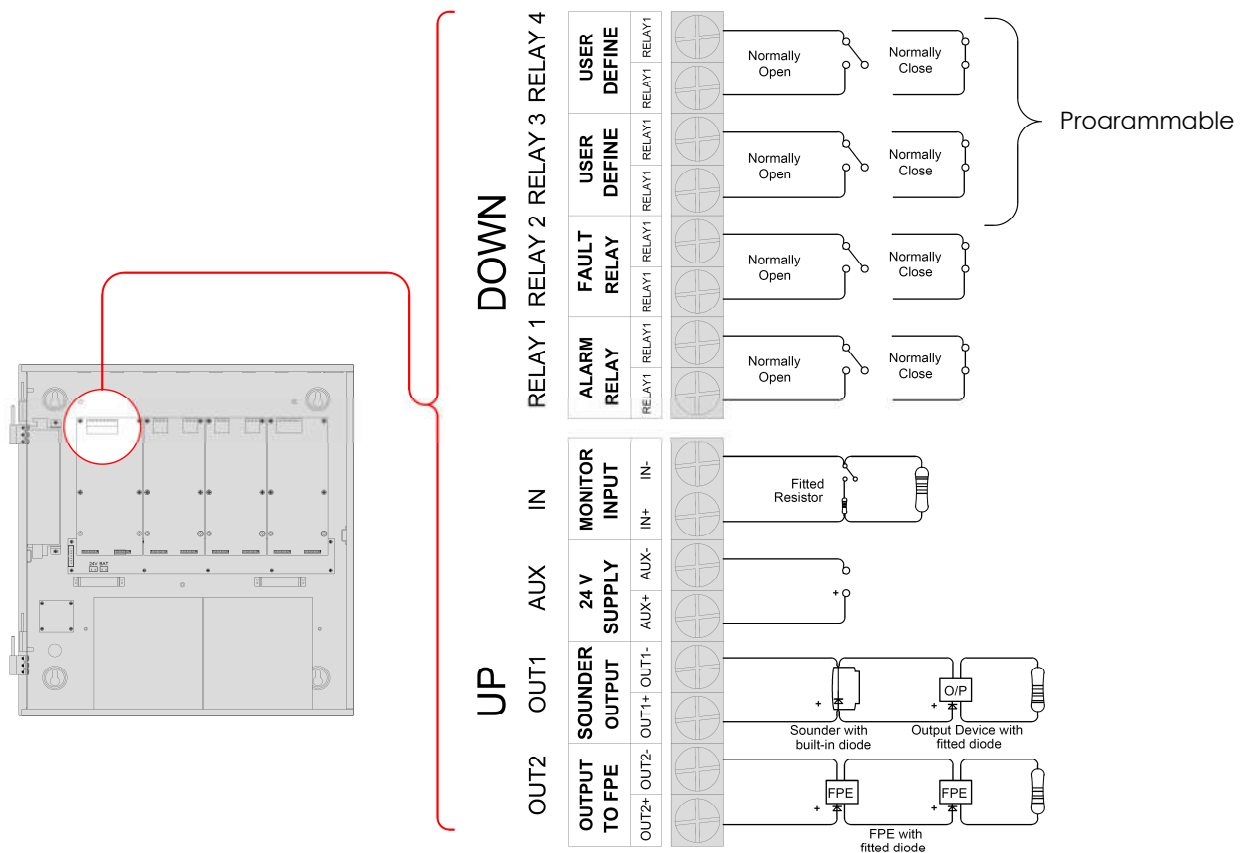 DOWN
RELAY 4
USER
DEFINE
RELAY1
RELAY1
Normally
Open
Normally
Close
Proarammable
RELAY 3
USER
DEFINE
RELAY1
RELAY1
Normally
Open
Normally
Close
RELAY 2
FAULT
RELAY
RELAY1
RELAY1
Normally
Open
Normally
Close
RELAY 1
ALARM
RELAY
RELAY1
RELAY1
Normally
Open
Normally
Close
UP
IN
MONITOR
INPUT
IN-
IN+
Fitted
Resistor
AUX
24 V
SUPPLY
AUX-
AUX+
+
OUT1
SOUNDER
OUTPUT
OUT1-
OUT1+
+
Sounder with
built-in diode
O/P
+
Output Device with
fitted diode
OUT2
OUTPUT
TO FPE
OUT2-
OUT2+
FPE
+
FPE
+
FPE with
fitted diode
24V BAT